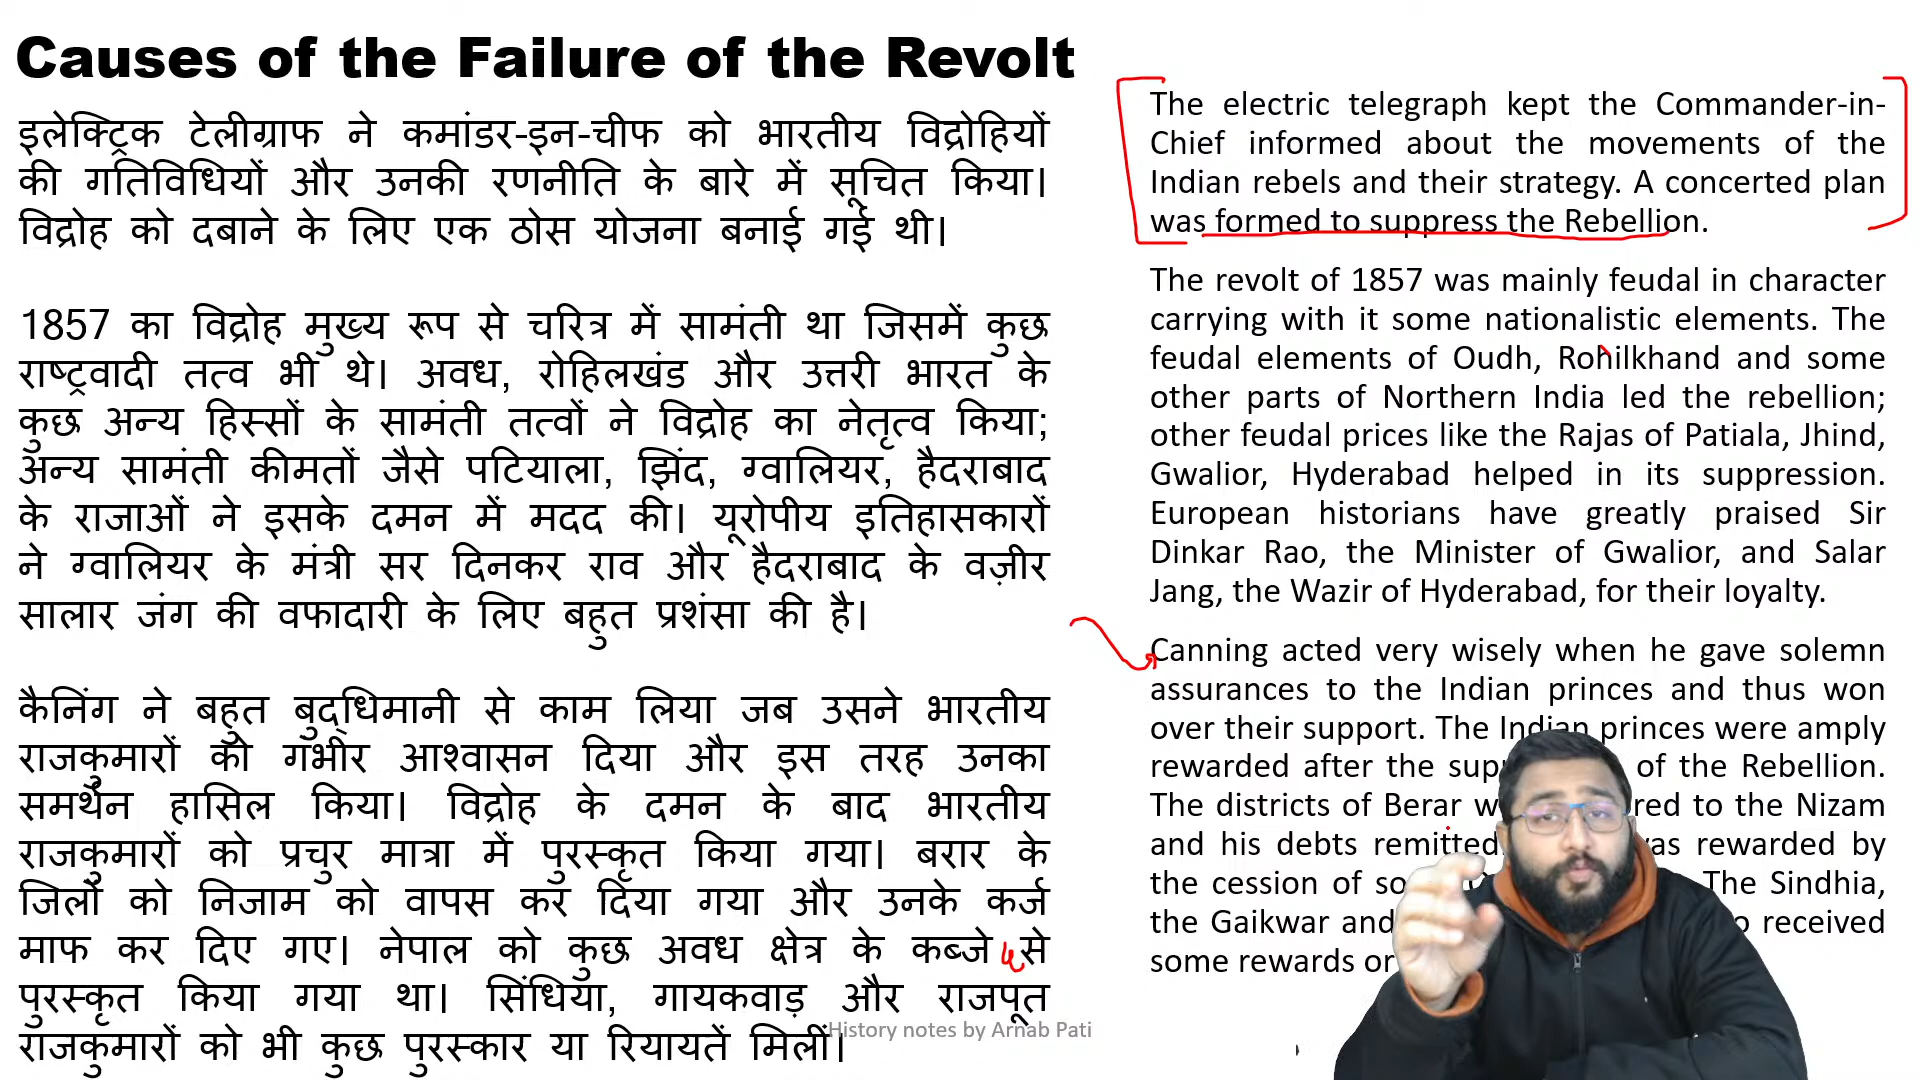 Causes of the Failure of the Revolt
इलेक्ट्रिक टेलीग्राफ ने कमांडर-इन-चीफ को भारतीय विद्रोहियों
की गतिविधियों और उनकी रणनीति के बारे में सूचित किया।
विद्रोह को दबाने के लिए एक ठोस योजना बनाई गई थी।
1857 का विद्रोह मुख्य रूप से चरित्र में सामंती था जिसमें कुछ
राष्ट्रवादी तत्व भी थे। अवध, रोहिलखंड और उत्तरी भारत के
कुछ अन्य हिस्सों के सामंती तत्वों ने विद्रोह का नेतृत्व किया;
अन्य सामंती कीमतों जैसे पटियाला, झिंद, ग्वालियर, हैदराबाद
के राजाओं ने इसके दमन में मदद की। यूरोपीय इतिहासकारों
ने ग्वालियर के मंत्री सर दिनकर राव और हैदराबाद के वज़ीर
सालार जंग की वफादारी के लिए बहुत प्रशंसा की है।
कैनिंग ने बहुत बुद्धिमानी से काम लिया जब उसने भारतीय
राजकुमारों को गंभीर आश्वासन दिया और इस तरह उनका
समर्थन हासिल किया। विद्रोह के दमन के बाद भारतीय
राजकुमारों को प्रचुर मात्रा में पुरस्कृत किया गया। बरार के
जिलों को निजाम को वापस कर दिया गया और उनके कर्ज
माफ कर दिए गए। नेपाल को कुछ अवध क्षेत्र के कब्जे से
पुरस्कृत किया गया था। सिंधिया, गायकवाड़ और राजपूत
राजकुमारों को भी कुछ पुरस्कार या रियायतें मिलीं।
The electric telegraph kept the Commander-in-
Chief informed about the movements of the
Indian rebels and their strategy. A concerted plan
was formed to suppress the Rebellion.
The revolt of 1857 was mainly feudal in character
carrying with it some nationalistic elements. The
feudal elements of Oudh, Rohilkhand and some
other parts of Northern India led the rebellion;
other feudal prices like the Rajas of Patiala, Jhind,
Gwalior, Hyderabad helped in its suppression.
European historians have greatly praised Sir
Dinkar Rao, the Minister of Gwalior, and Salar
Jang, the Wazir of Hyderabad, for their loyalty.
Canning acted very wisely when he gave solemn
assurances to the Indian princes and thus won
over their support. The Indian princes were amply
rewarded after the of the Rebellion.
The districts of Berar to the Nizam
and his debts remitted. was rewarded by
the cession of The Sindhia,
the Gaikwar and received
some rewards or
History notes by Arnab Pati